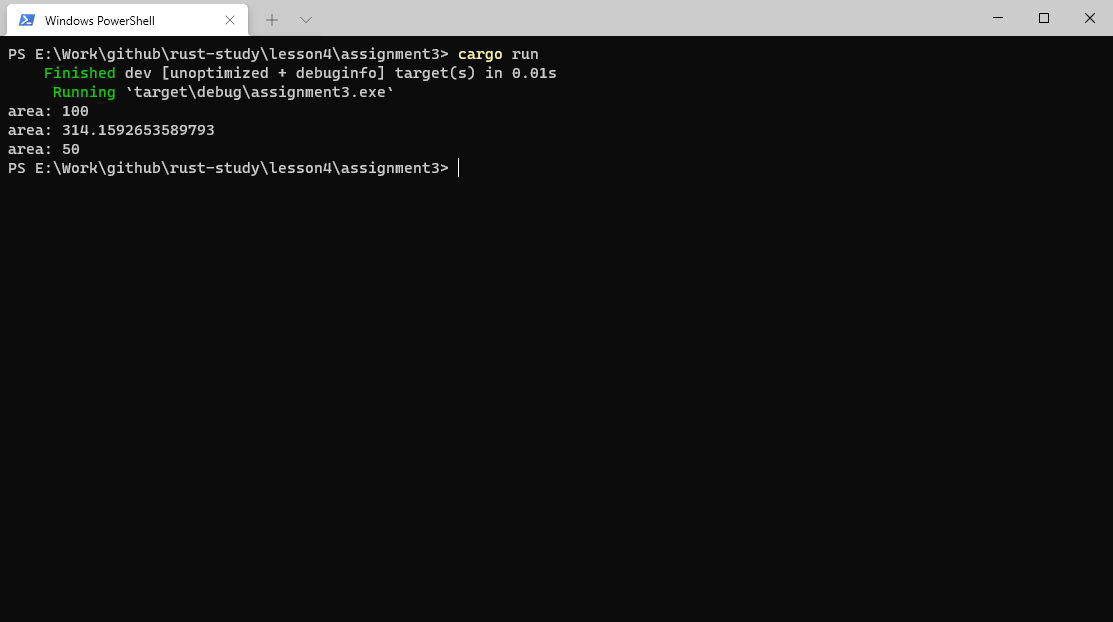 Windows PowerShell
PS E:\Work\github\rust-study\lesson4\assignment3> cargo run
    Finished dev [unoptimized + debuginfo] target(s) in 0.01s
     Running `target\debug\assignment3.exe`
area: 100
area: 314.1592653589793
area: 50
PS E:\Work\github\rust-study\lesson4\assignment3>